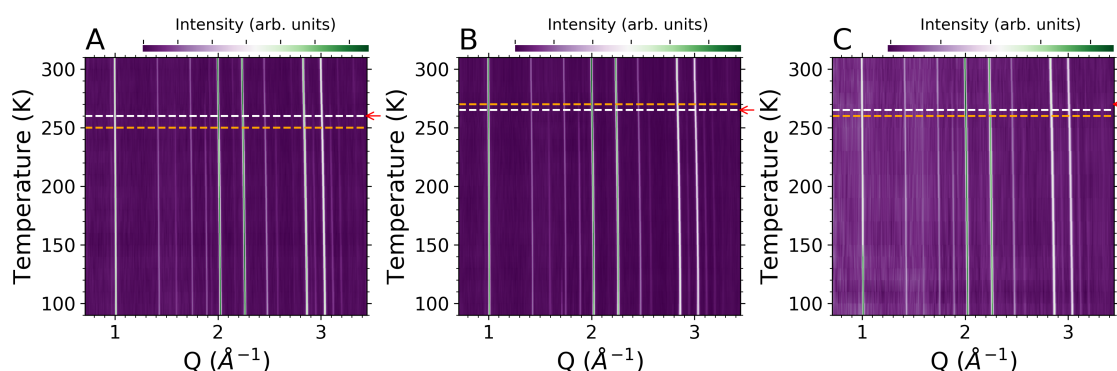 Intensity (arb. units)
Intensity (arb. units)
Intensity (arb. units)
A
B
C
300
250
200
150
100
Temperature (K)
1
2
3
Q (Å⁻¹)
300
250
200
150
100
Temperature (K)
1
2
3
Q (Å⁻¹)
300
250
200
150
100
Temperature (K)
1
2
3
Q (Å⁻¹)